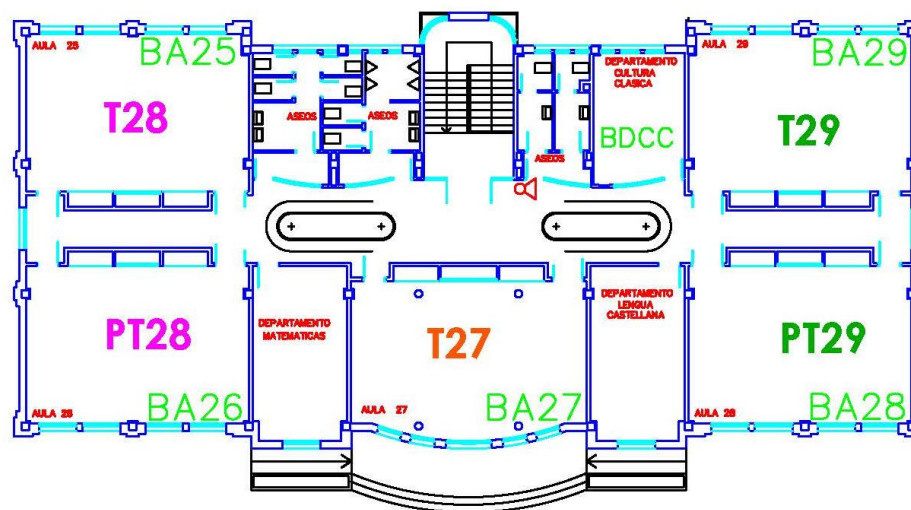 AULA 25
BA25
T28
ASEOS
ASEOS
ASEOS
DEPARTAMENTO
CULTURA
CLASICA
BDCC
AULA 29
BA29
T29
PT28
AULA 26
BA26
DEPARTAMENTO
MATEMATICAS
T27
AULA 27
BA27
DEPARTAMENTO
LENGUA
CASTELLANA
PT29
AULA 28
BA28